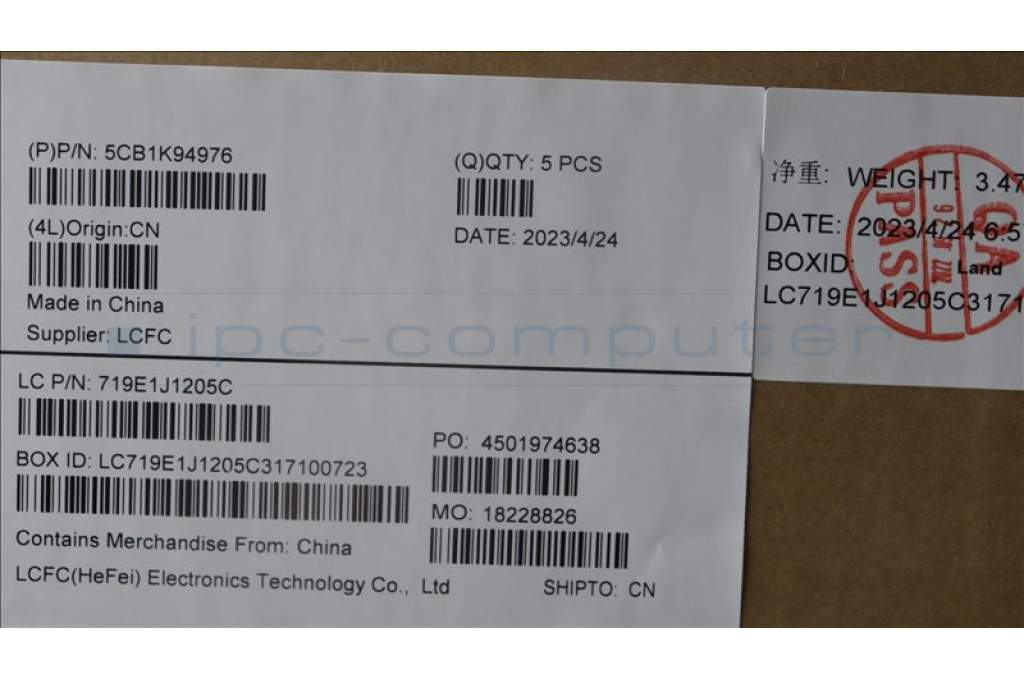 (P)P/N: 5CB1K94976
(Q)QTY: 5 PCS
(4L)Origin:CN
DATE: 2023/4/24
Made in China
Supplier: LCFC
LC P/N: 719E1J1205C
PO: 4501974638
BOX ID: LC719E1J1205C317100723
MO: 18228826
Contains Merchandise From: China
LCFC(HeFei) Electronics Technology Co., Ltd
SHIPTO: CN
净重: WEIGHT: 3.47
DATE: 2023/4/24 6:5
BOXID:
Land
LC719E1J1205C3171
PASS
ipc-computer